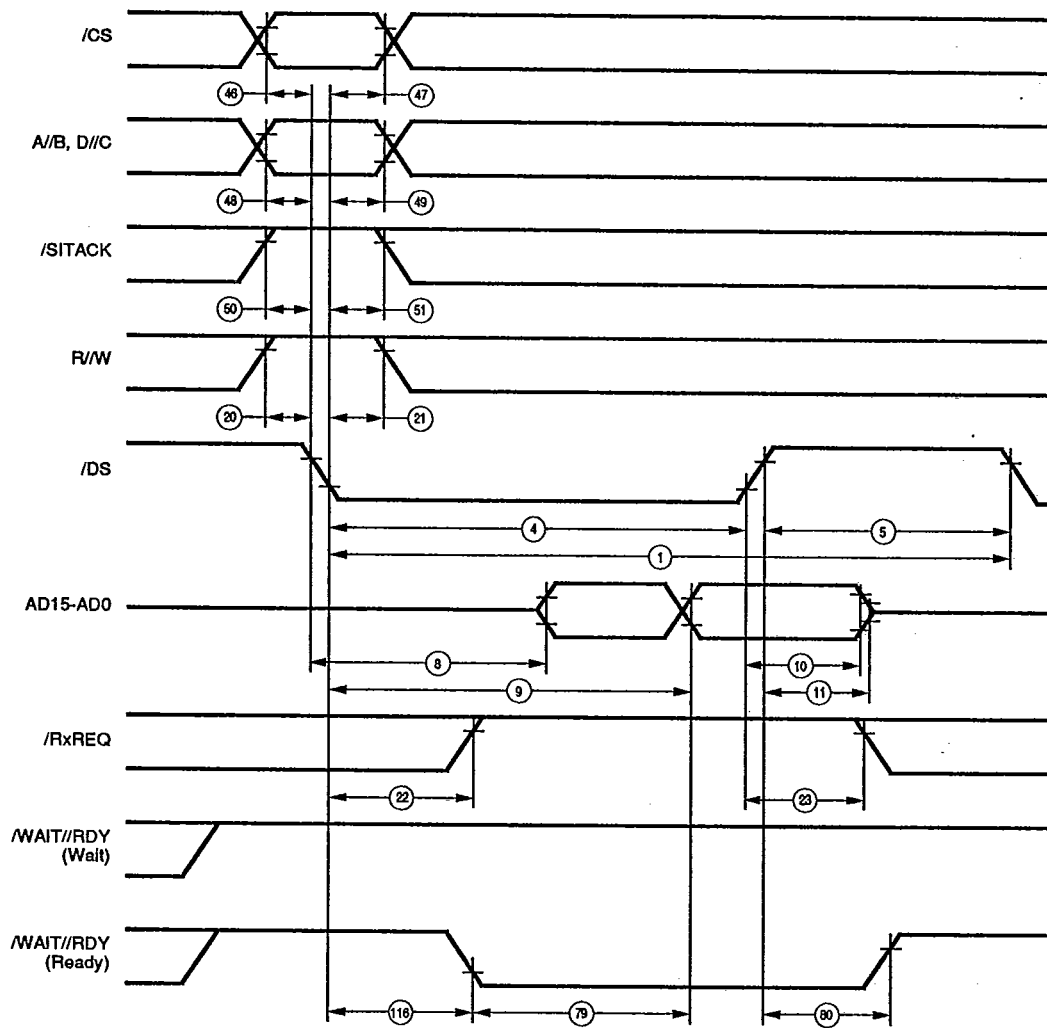 /CS
46 47
A//B, D//C
48 49
/SITACK
50 51
R//W
20 21
/DS
4 5
1
AD15-AD0
8 10
9 11
/RxREQ
22 23
/WAIT//RDY
(Wait)
/WAIT//RDY
(Ready)
116 79 80